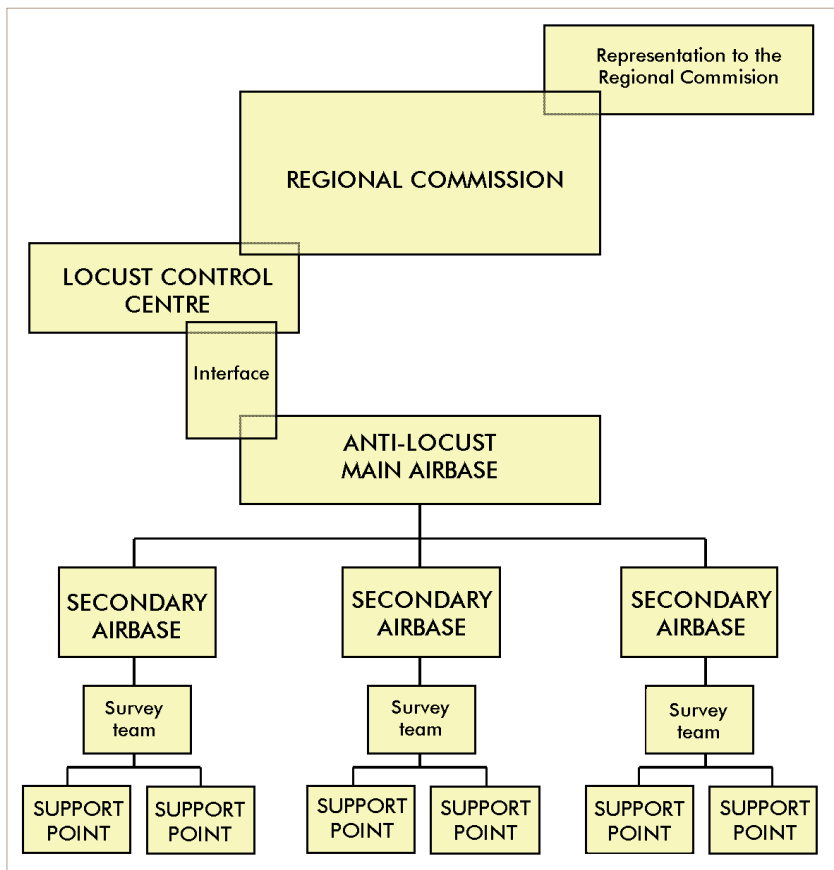 Representation to the
Regional Commision
REGIONAL COMMISSION
LOCUST CONTROL
CENTRE
Interface
ANTI-LOCUST
MAIN AIRBASE
SECONDARY
AIRBASE
SECONDARY
AIRBASE
SECONDARY
AIRBASE
Survey
team
Survey
team
Survey
team
SUPPORT
POINT
SUPPORT
POINT
SUPPORT
POINT
SUPPORT
POINT
SUPPORT
POINT
SUPPORT
POINT